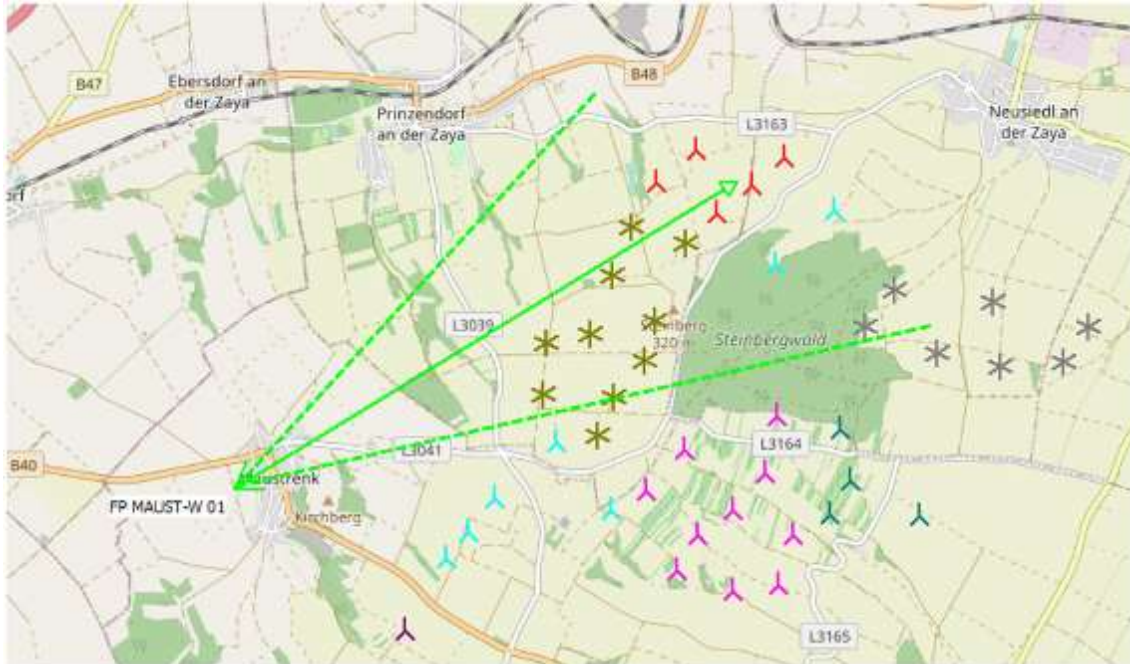 B47
Ebersdorf an
der Zaya
B48
Prinzendorf
an der Zaya
L3163
Neusiedl an
der Zaya
L3039
320
Steinbergwald
L3041
L3164
B40
FP MAUST-W 01
Kirchberg
L3165